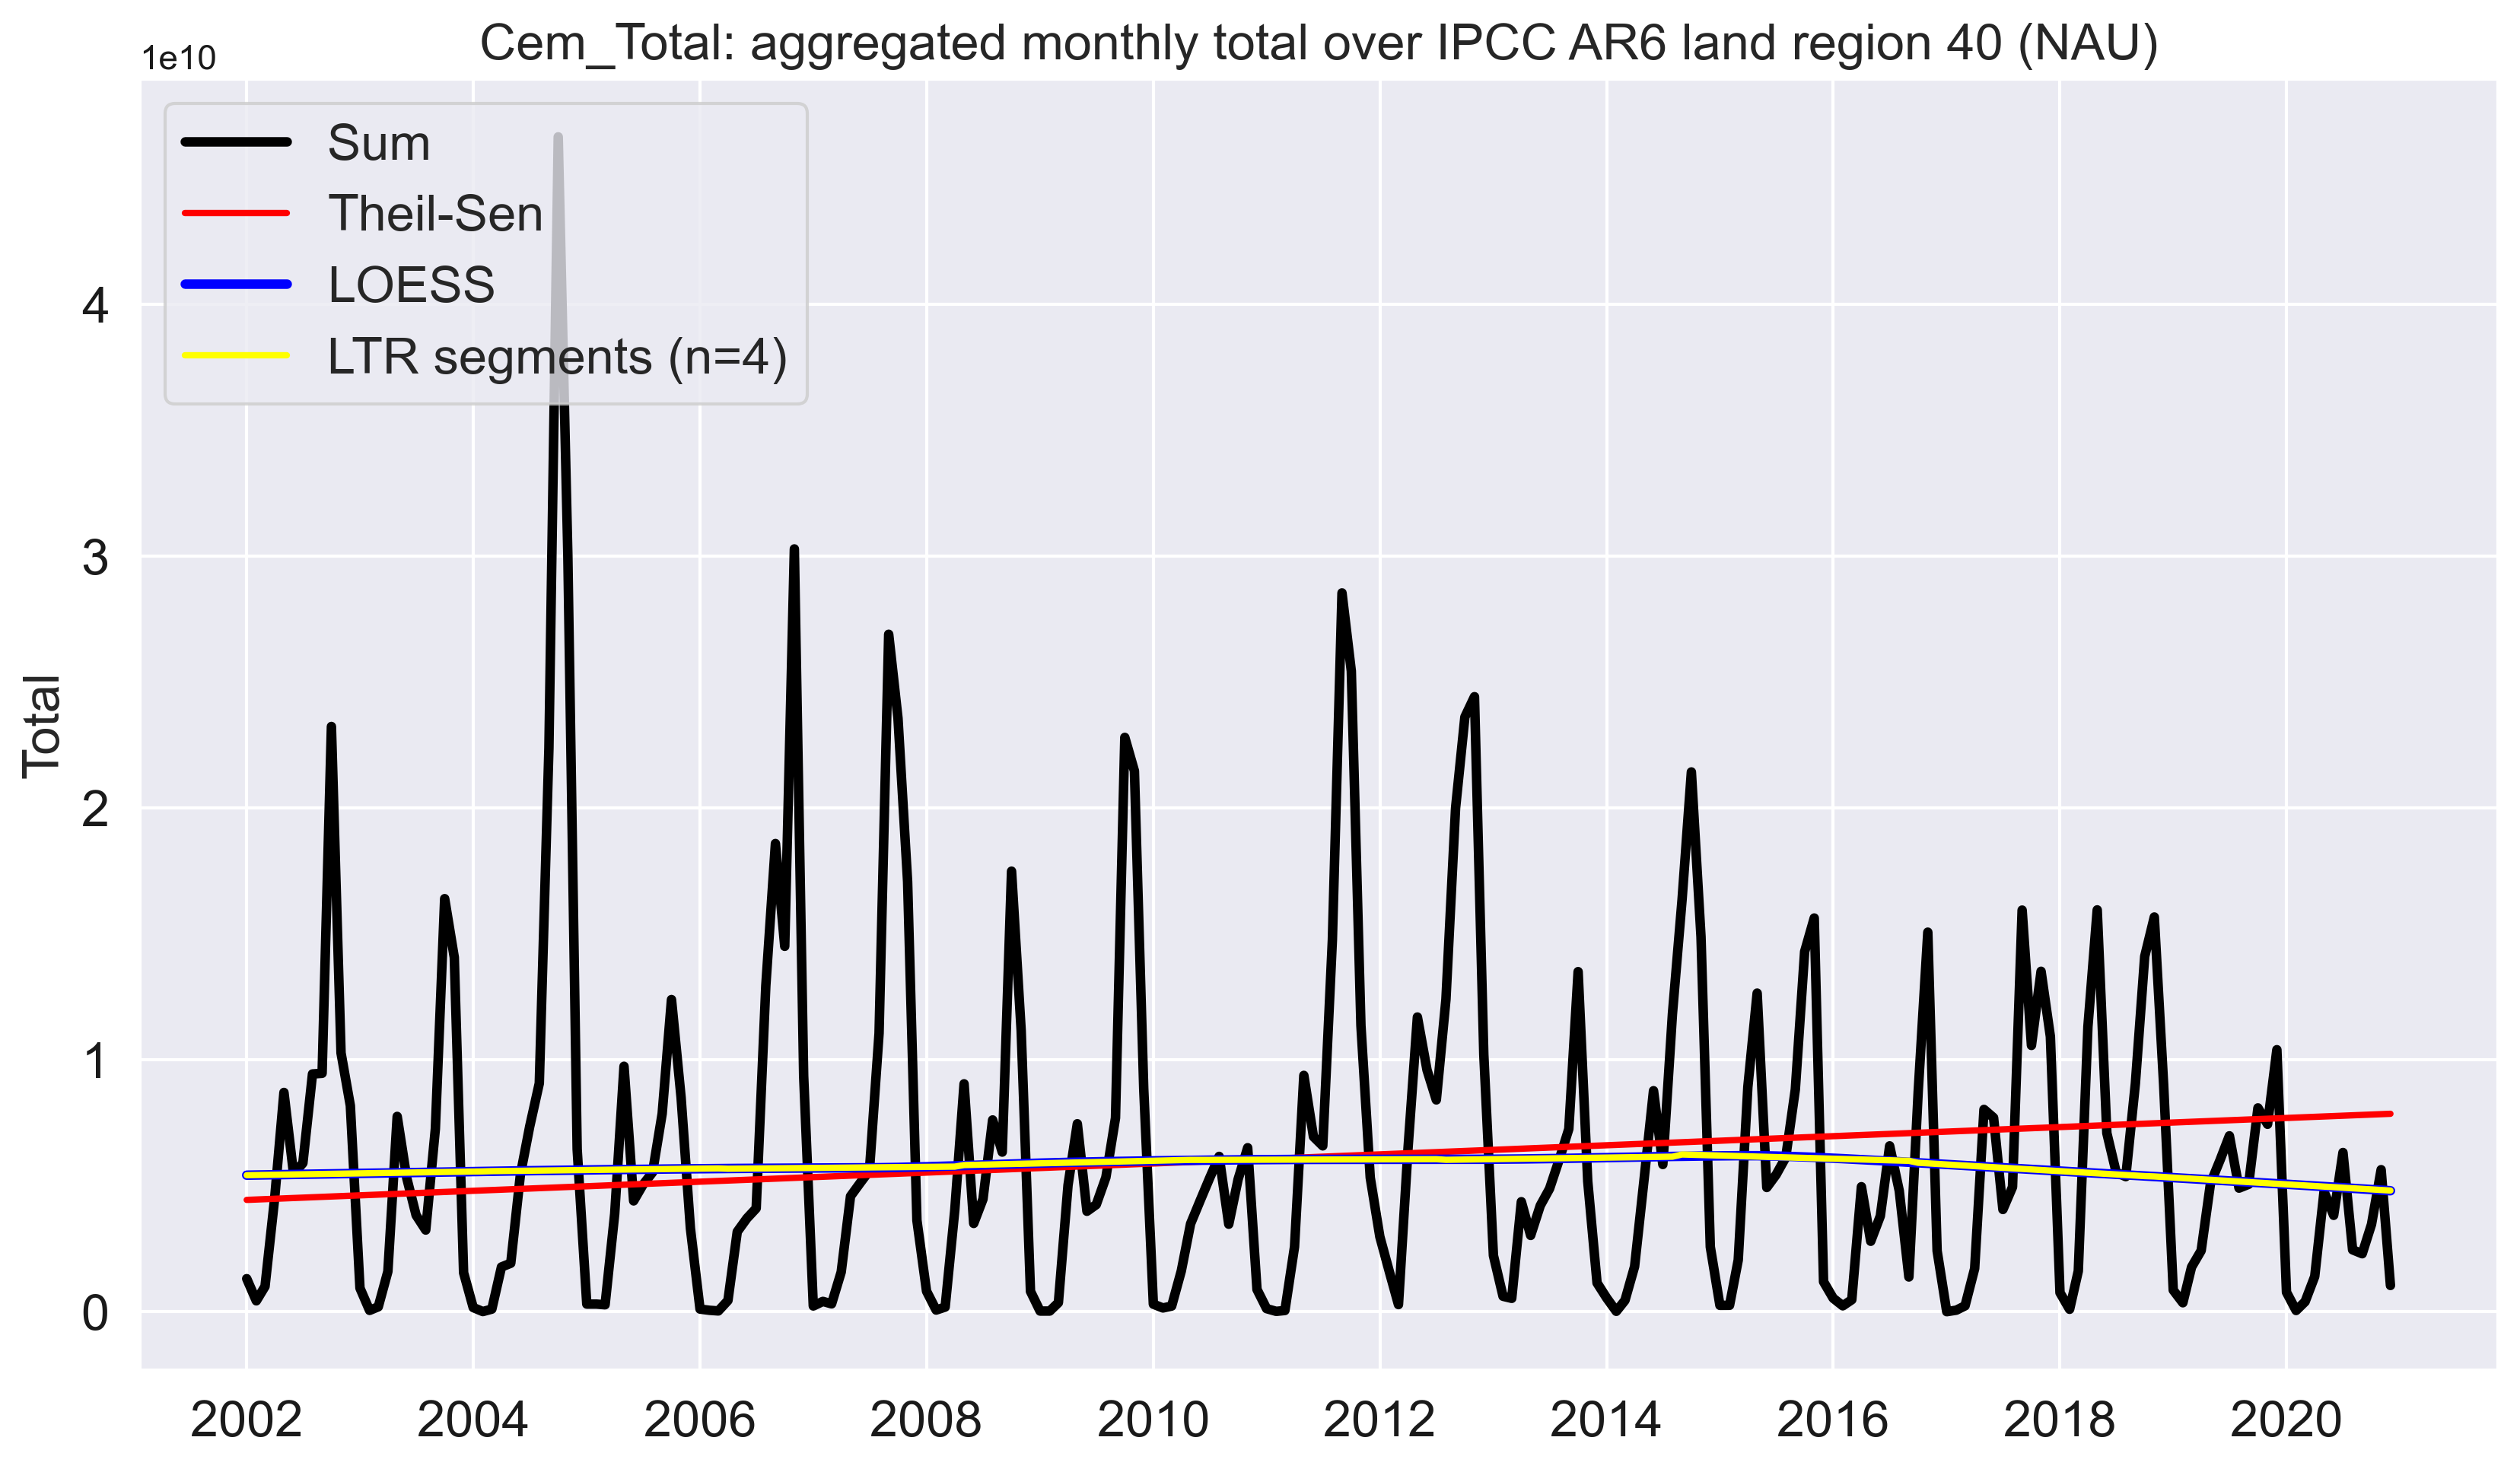 1e10
Cem_Total: aggregated monthly total over IPCC AR6 land region 40 (NAU)
Sum
Theil-Sen
LOESS
LTR segments (n=4)
Total
4
3
2
1
0
2002 2004 2006 2008 2010 2012 2014 2016 2018 2020